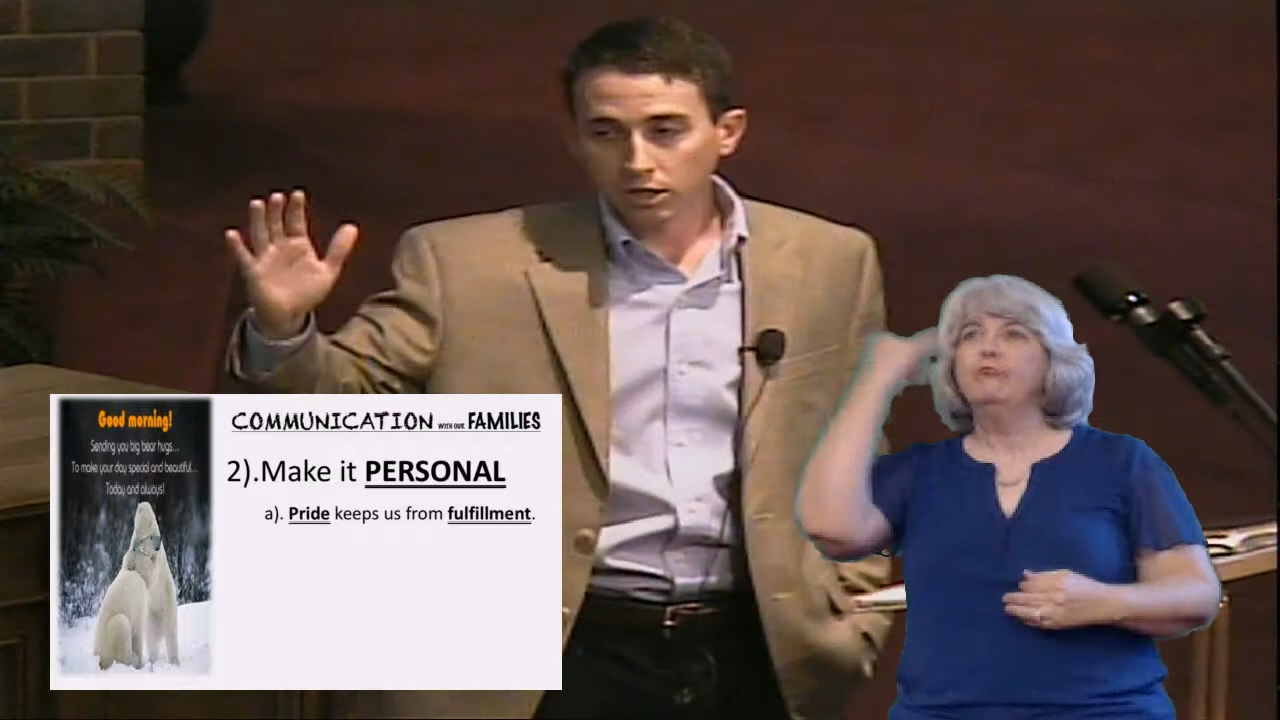 Good morning!
Sending you big bear hugs...
To make your day special and beautiful...
Today and always!
COMMUNICATION WITH OUR FAMILIES
2).Make it PERSONAL
a). Pride keeps us from fulfillment.